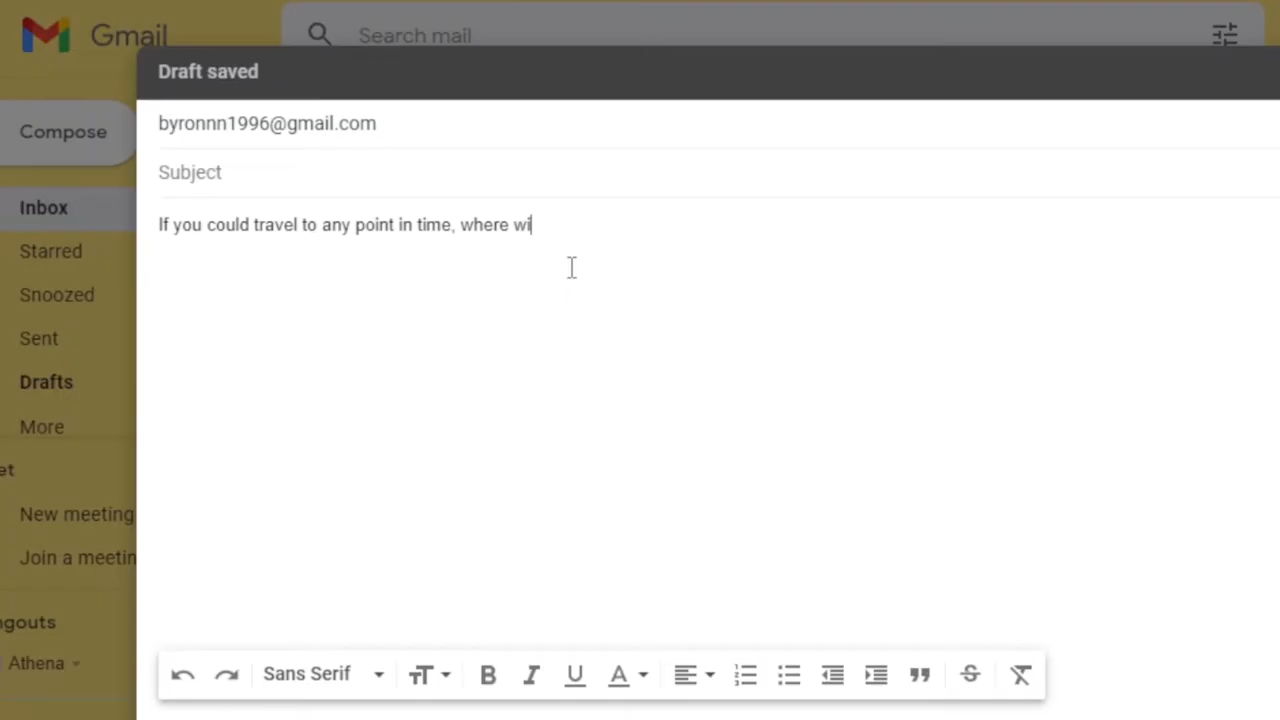 Gmail
Search mail
Draft saved
Compose
byronnn1996@gmail.com
Subject
Inbox
If you could travel to any point in time, where wi
Starred
Snoozed
Sent
Drafts
More
et
New meeting
Join a meetin
ngouts
Athena
Sans Serif
B I U A